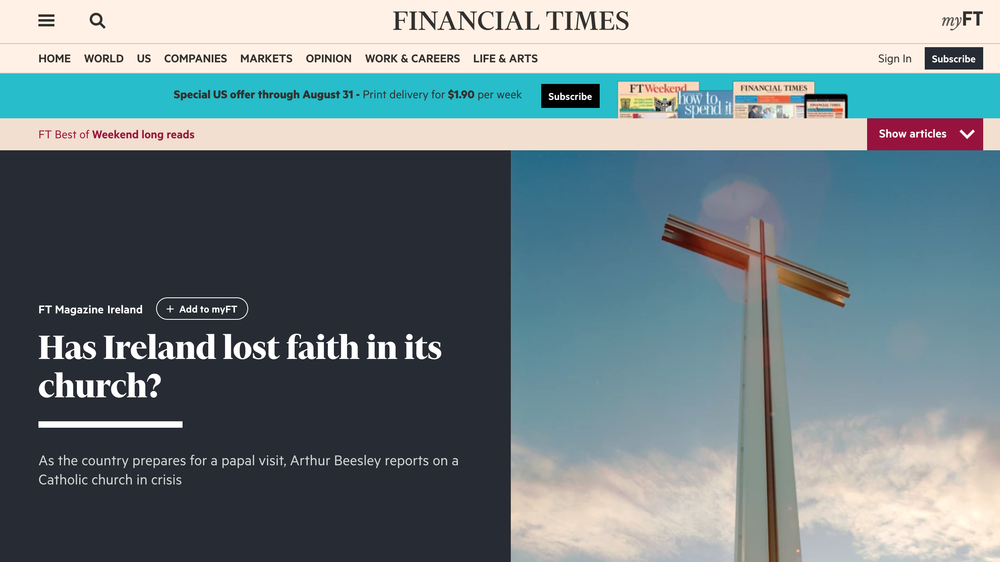 FINANCIAL TIMES
myFT
HOME WORLD US COMPANIES MARKETS OPINION WORK & CAREERS LIFE & ARTS
Sign In Subscribe
Special US offer through August 31 - Print delivery for $1.90 per week
Subscribe
FTWeekend
how to
spend it
FINANCIAL TIMES
FINANCIAL TIMES
FT Best of Weekend long reads
Show articles
FT Magazine Ireland
+ Add to myFT
Has Ireland lost faith in its
church?
As the country prepares for a papal visit, Arthur Beesley reports on a
Catholic church in crisis